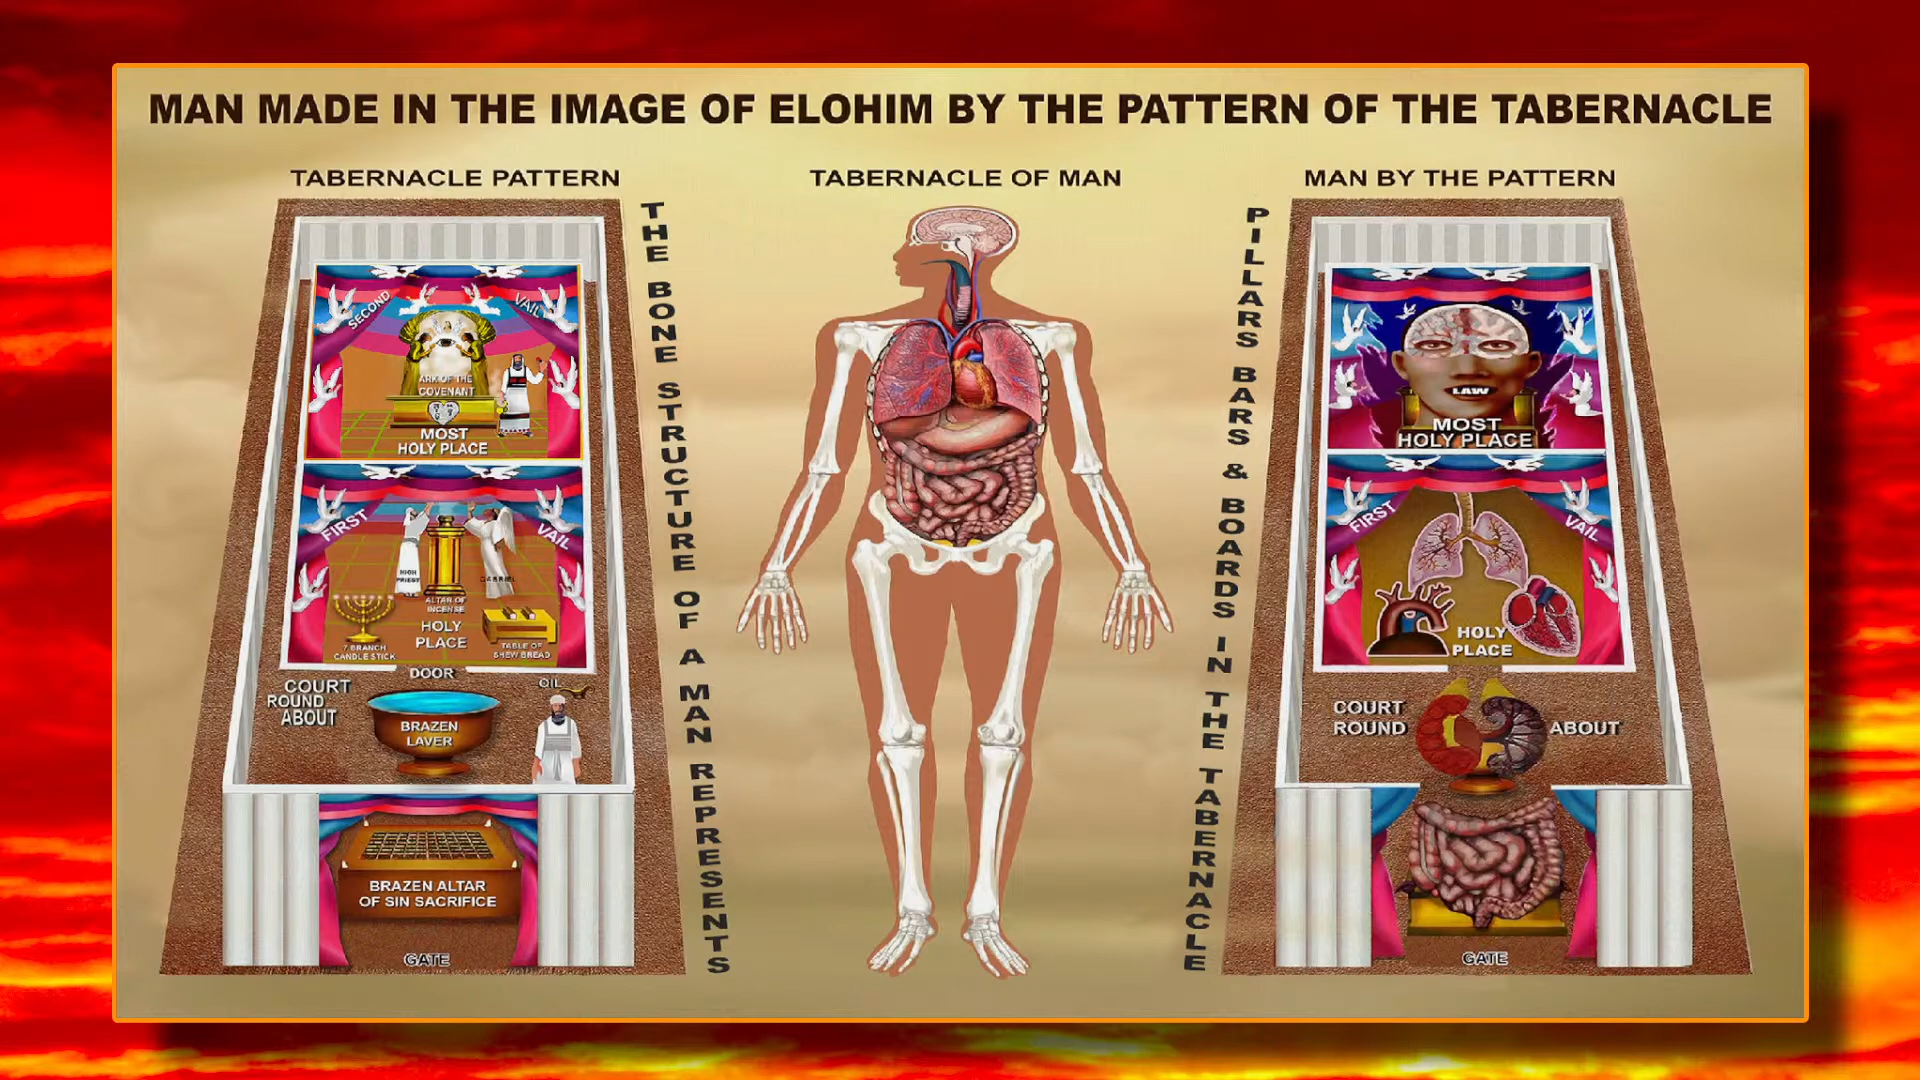 MAN MADE IN THE IMAGE OF ELOHIM BY THE PATTERN OF THE TABERNACLE
TABERNACLE PATTERN
SECOND
VAIL
ARK OF THE
COVENANT
MOST
HOLY PLACE
FIRST
VAIL
HIGH
PRIEST
GABRIEL
ALTAR OF
INCENSE
HOLY
PLACE
7 BRANCH
CANDLE STICK
TABLE OF
SHEW BREAD
DOOR
COURT
ROUND
ABOUT
OIL
BRAZEN
LAVER
BRAZEN ALTAR
OF SIN SACRIFICE
GATE
THE BONE STRUCTURE OF A MAN REPRESENTS
TABERNACLE OF MAN
PILLARS BARS & BOARDS IN THE TABERNACLE
MAN BY THE PATTERN
LAW
MOST
HOLY PLACE
FIRST
VAIL
HOLY
PLACE
COURT
ROUND
ABOUT
GATE